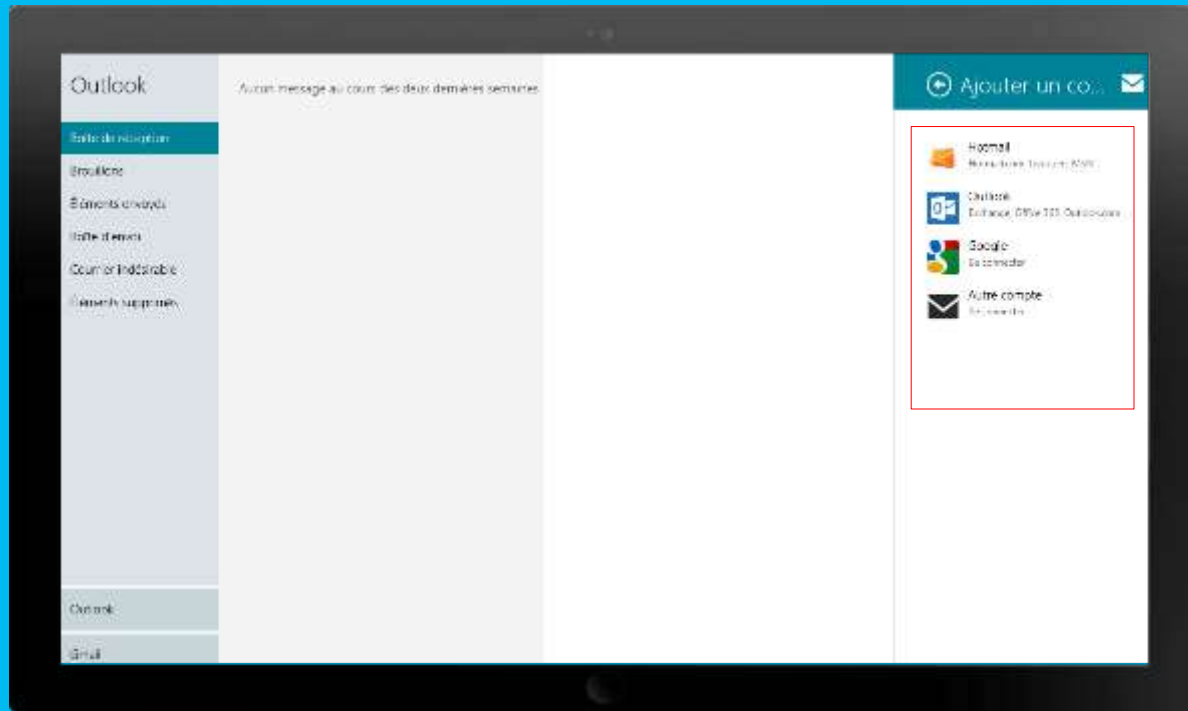 Outlook
Aucun message au cours des deux dernières semaines
Ajouter un co...
Boîte de réception
Brouillons
Éléments envoyés
Boîte d'envoi
Courrier indésirable
Éléments supprimés
Hotmail
Outlook
Exchange, Office 365, Outlook.com
Google
Se connecter
Autre compte
Se connecter
Outlook
Gmail